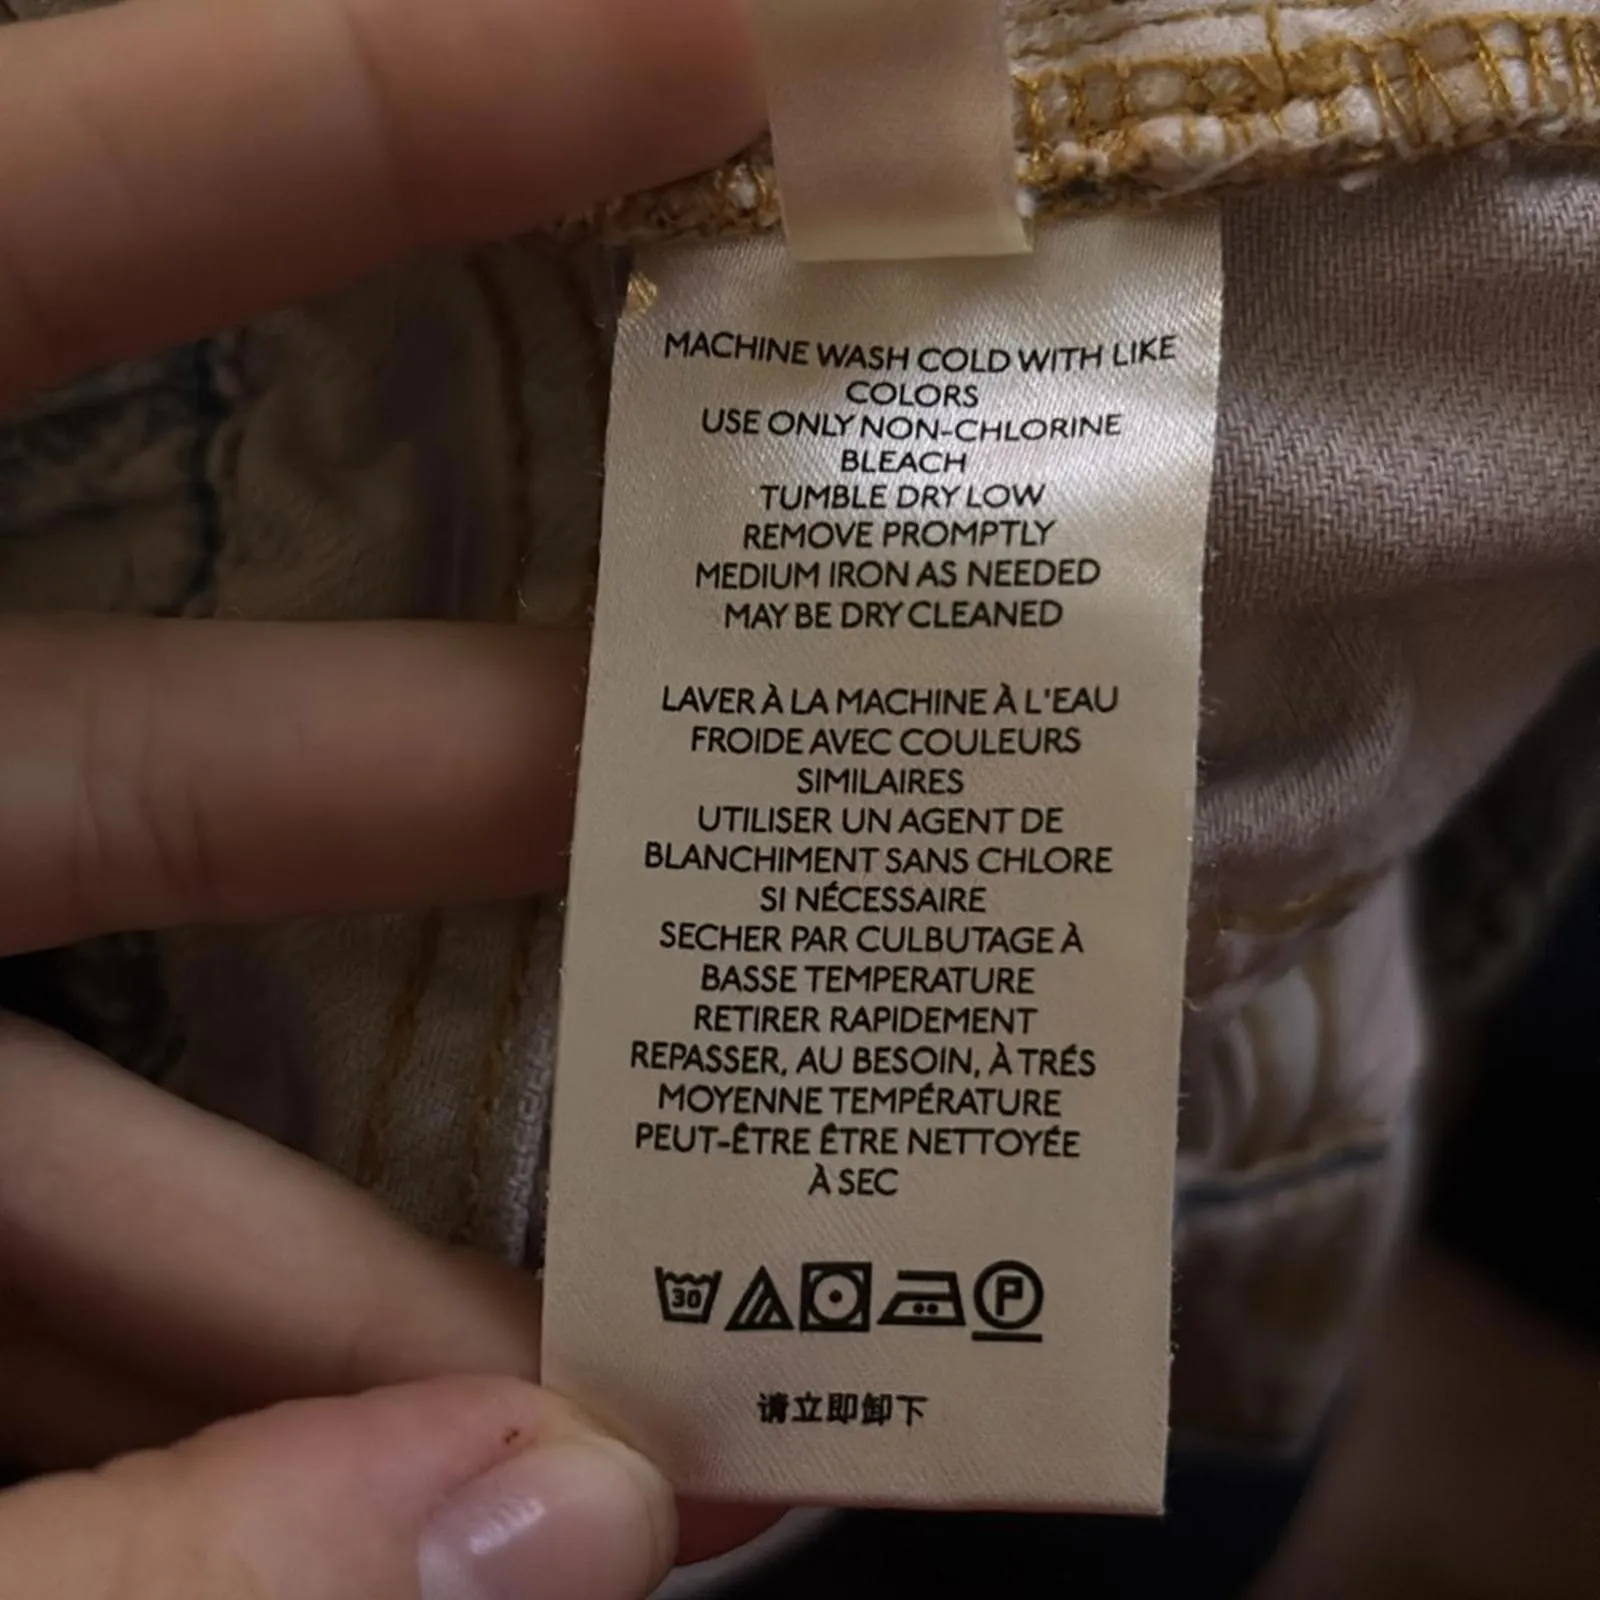 MACHINE WASH COLD WITH LIKE
COLORS
USE ONLY NON-CHLORINE
BLEACH
TUMBLE DRY LOW
REMOVE PROMPTLY
MEDIUM IRON AS NEEDED
MAY BE DRY CLEANED
LAVER À LA MACHINE À L'EAU
FROIDE AVEC COULEURS
SIMILAIRES
UTILISER UN AGENT DE
BLANCHIMENT SANS CHLORE
SI NÉCESSAIRE
SECHER PAR CULBUTAGE À
BASSE TEMPERATURE
RETIRER RAPIDEMENT
REPASSER, AU BESOIN, À TRÉS
MOYENNE TEMPÉRATURE
PEUT-ÊTRE ÊTRE NETTOYÉE
À SEC
30 P
请立即卸下